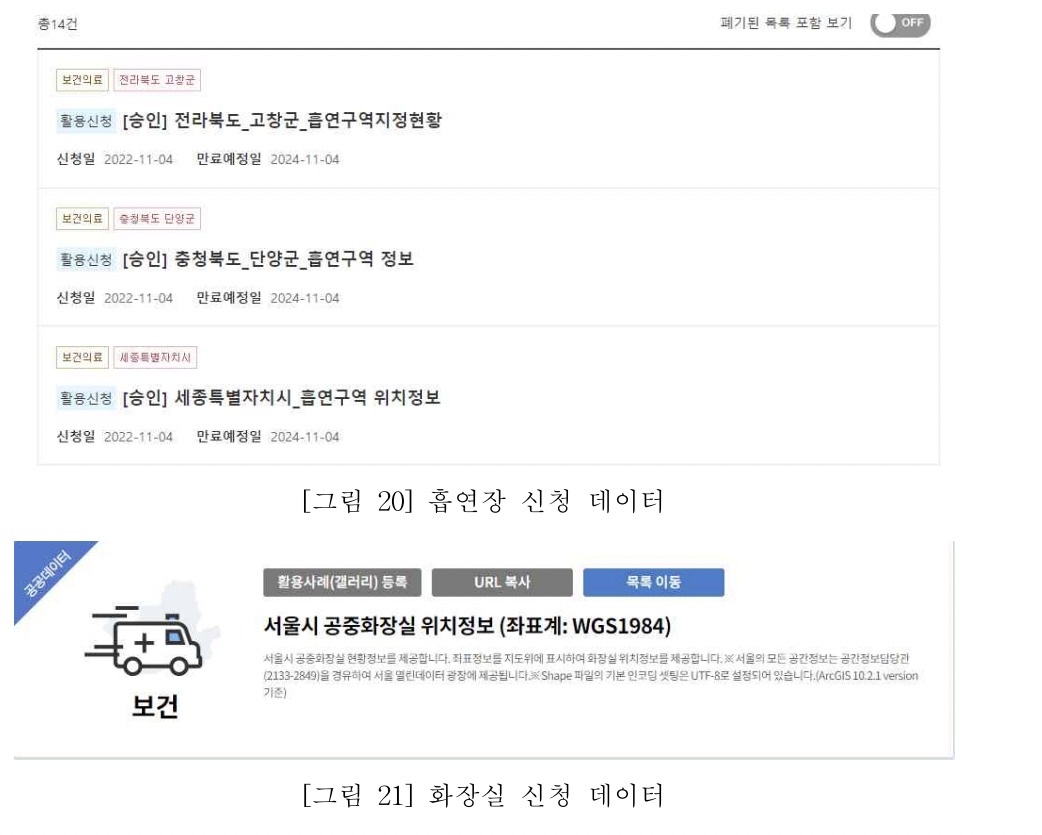 총14건
폐기된 목록 포함 보기 OFF
보건의료 전라북도 고창군
활용신청 [승인] 전라북도_고창군_흡연구역지정현황
신청일 2022-11-04 만료예정일 2024-11-04
보건의료 충청북도 단양군
활용신청 [승인] 충청북도_단양군_흡연구역 정보
신청일 2022-11-04 만료예정일 2024-11-04
보건의료 세종특별자치시
활용신청 [승인] 세종특별자치시_흡연구역 위치정보
신청일 2022-11-04 만료예정일 2024-11-04
[그림 20] 흡연장 신청 데이터
공공데이터
활용사례(갤러리) 등록 URL 복사 목록 이동
서울시 공중화장실 위치정보 (좌표계: WGS1984)
서울시 공중화장실 현황정보를 제공합니다. 좌표정보를 지도위에 표시하여 화장실 위치정보를 제공합니다. ※ 서울의 모든 공간정보는 공간정보담당관
(2133-2849)을 경유하여 서울 열린데이터 광장에 제공됩니다.※ Shape 파일의 기본 인코딩 셋팅은 UTF-8로 설정되어 있습니다.(ArcGIS 10.2.1 version
기준)
보건
[그림 21] 화장실 신청 데이터